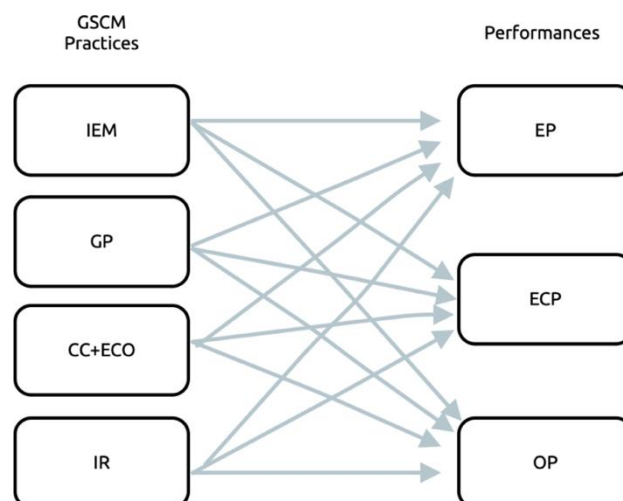 GSCM
Practices
Performances
IEM
EP
GP
ECP
CC+ECO
IR
OP